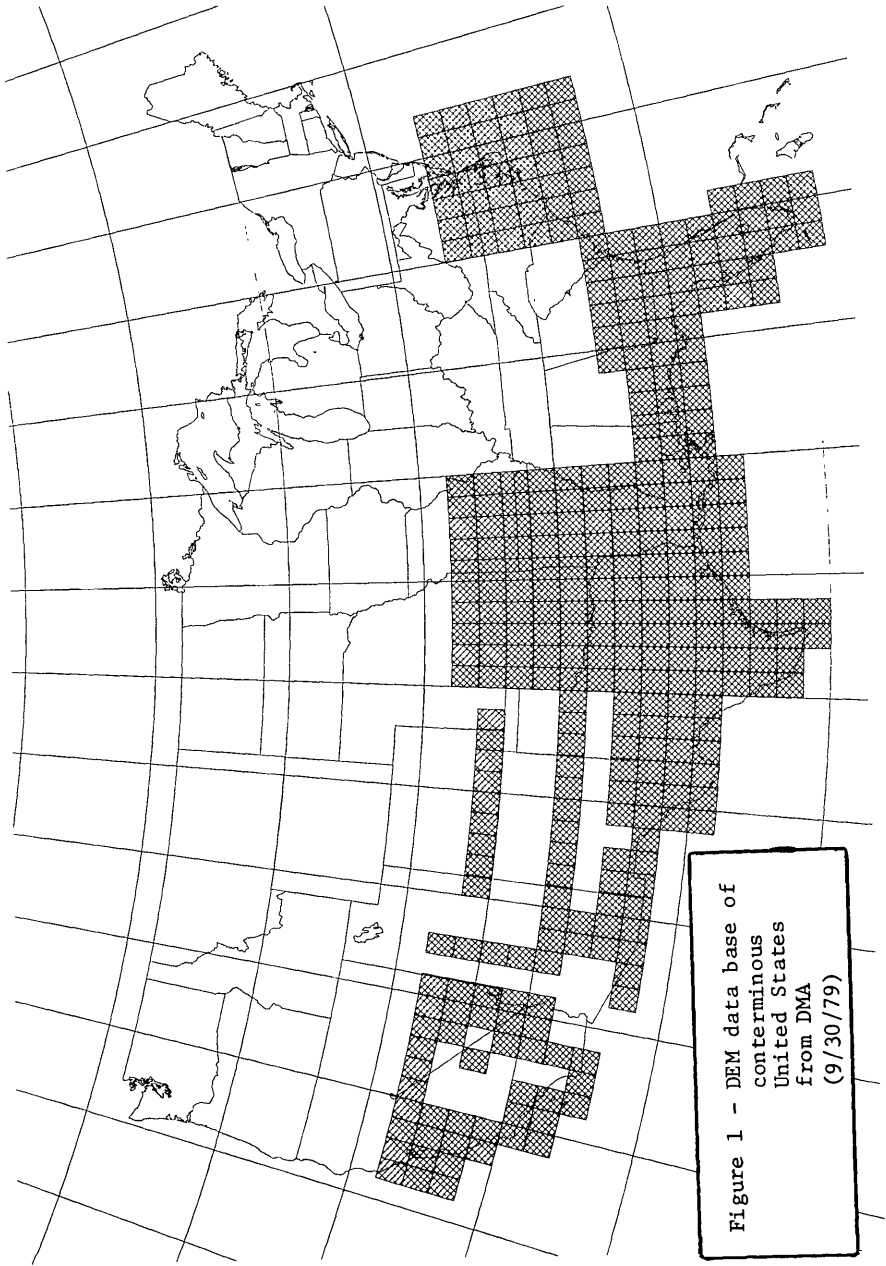 Figure 1 - DEM data base of
conterminous
United States
from DMA
(9/30/79)